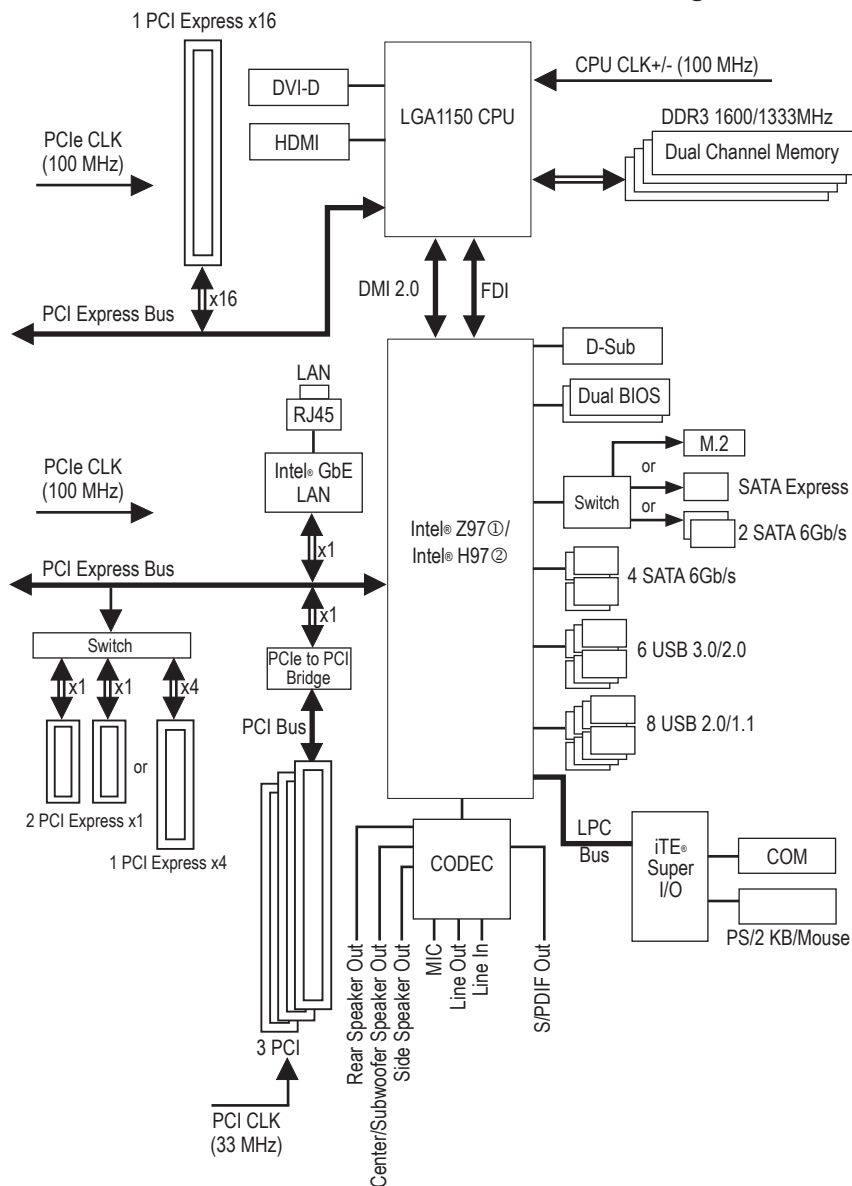 1 PCI Express x16
CPU CLK+/- (100 MHz)
DVI-D
LGA1150 CPU
DDR3 1600/1333MHz
HDMI
Dual Channel Memory
PCIe CLK
(100 MHz)
x16
DMI 2.0
FDI
PCI Express Bus
D-Sub
LAN
RJ45
Dual BIOS
M.2
or
PCIe CLK
(100 MHz)
Intel® GbE
LAN
Switch
SATA Express
or
2 SATA 6Gb/s
Intel® Z97①/
Intel® H97②
x1
PCI Express Bus
4 SATA 6Gb/s
x1
Switch
PCIe to PCI
Bridge
6 USB 3.0/2.0
x1
x1
x4
PCI Bus
8 USB 2.0/1.1
or
2 PCI Express x1
1 PCI Express x4
LPC
Bus
CODEC
iTE®
Super
I/O
COM
PS/2 KB/Mouse
Rear Speaker Out
Center/Subwoofer Speaker Out
Side Speaker Out
MIC
Line Out
Line In
S/PDIF Out
3 PCI
PCI CLK
(33 MHz)